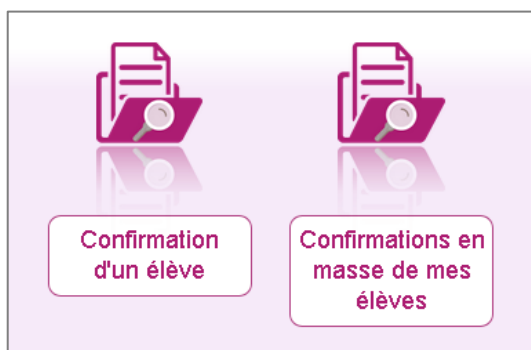 Confirmation
d'un élève
Confirmations en
masse de mes
élèves